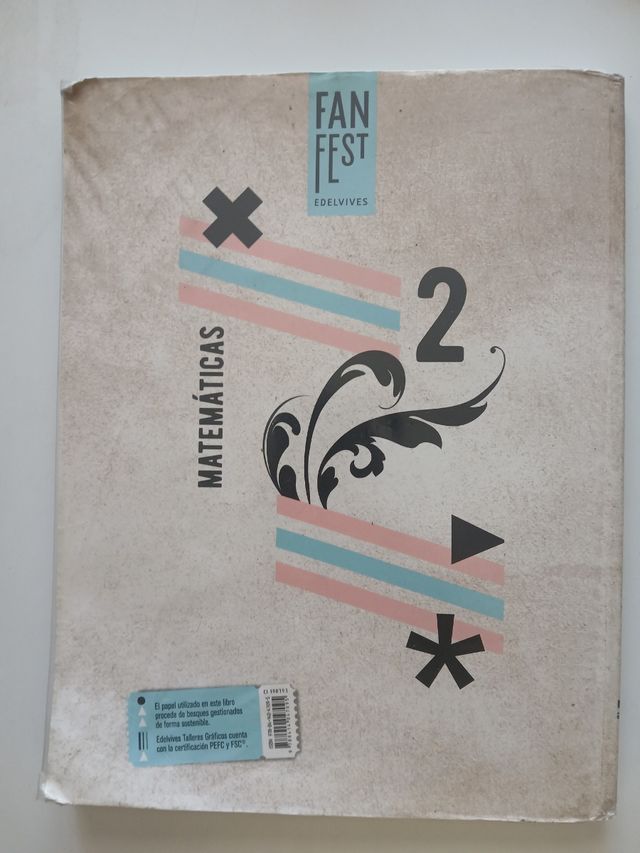 FAN
FEST
EDELVIVES
2
MATEMÁTICAS
El papel utilizado en este libro
procede de bosques gestionados
de forma sostenible.
Edelvives Talleres Gráficos cuenta
con la certificación PEFC y FSC®.